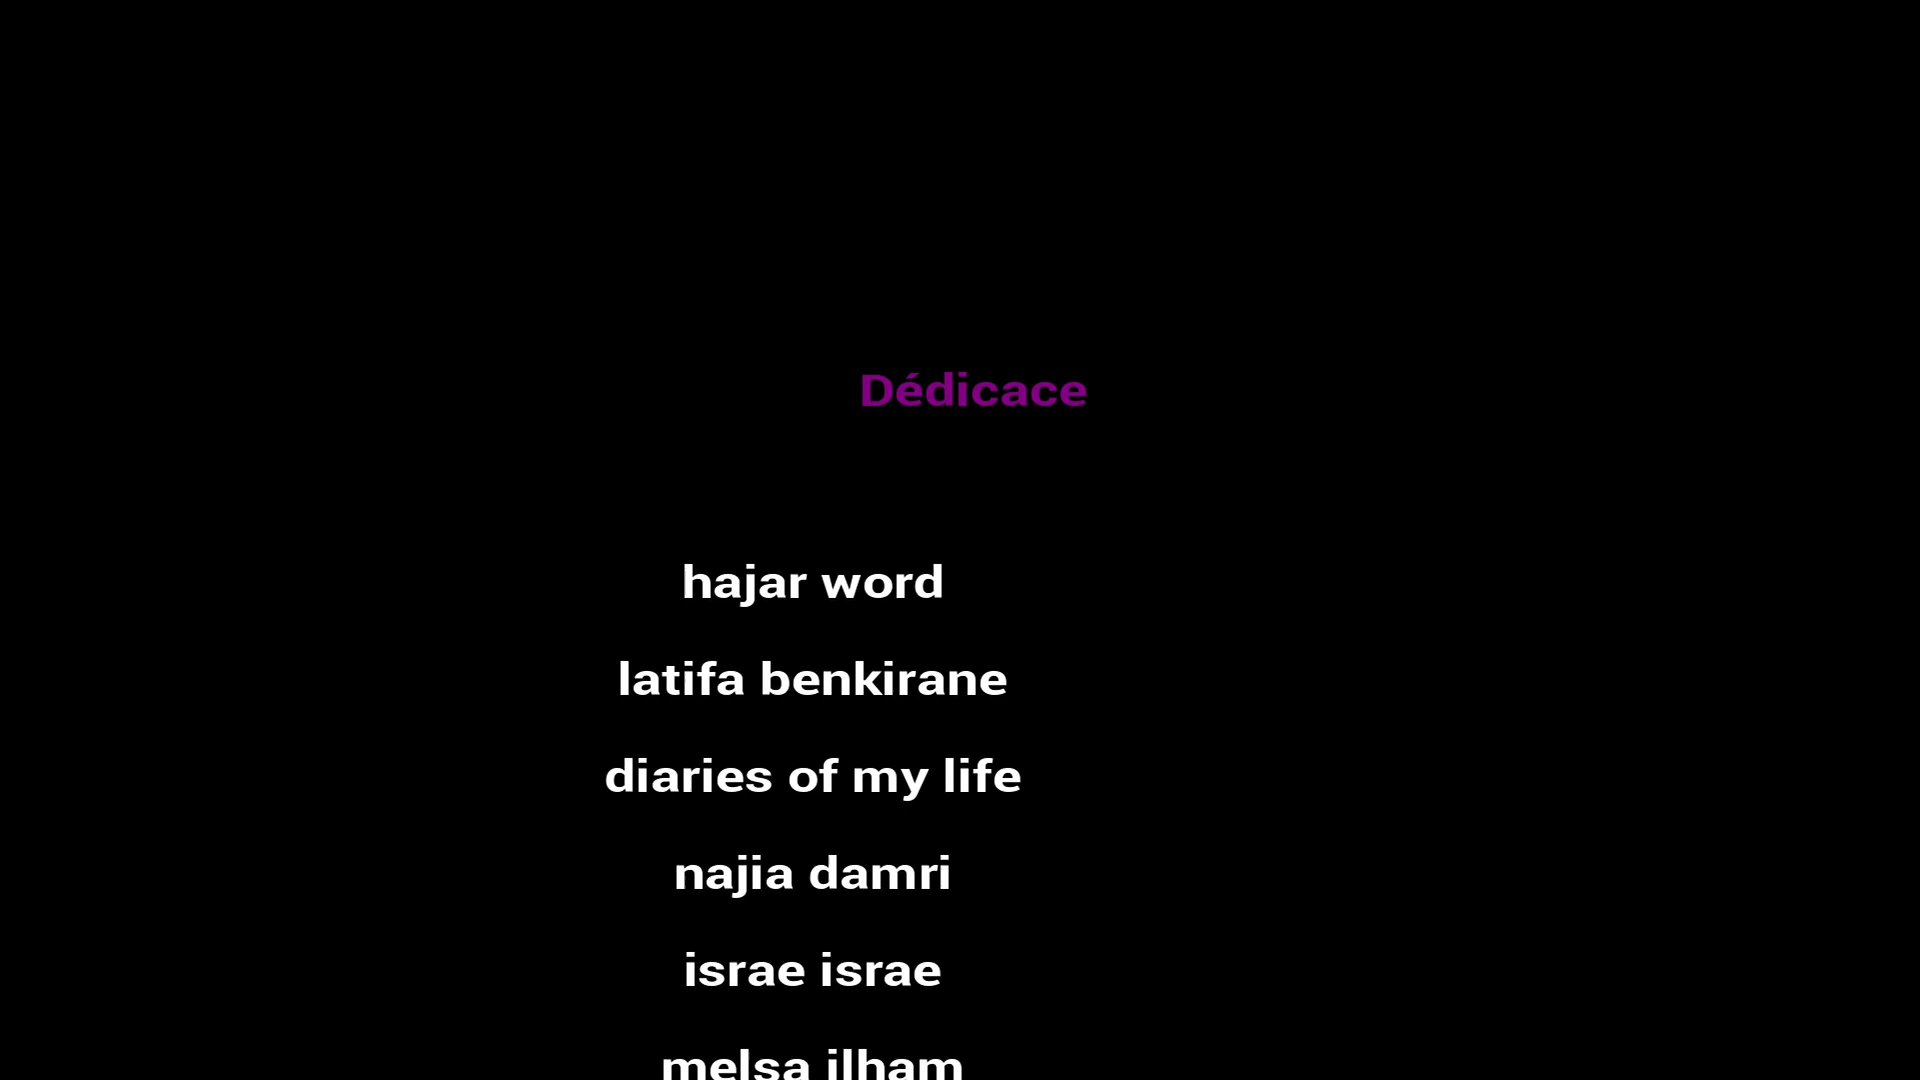 Dédicace
hajar word
latifa benkirane
diaries of my life
najia damri
israe israe
melsa ilham